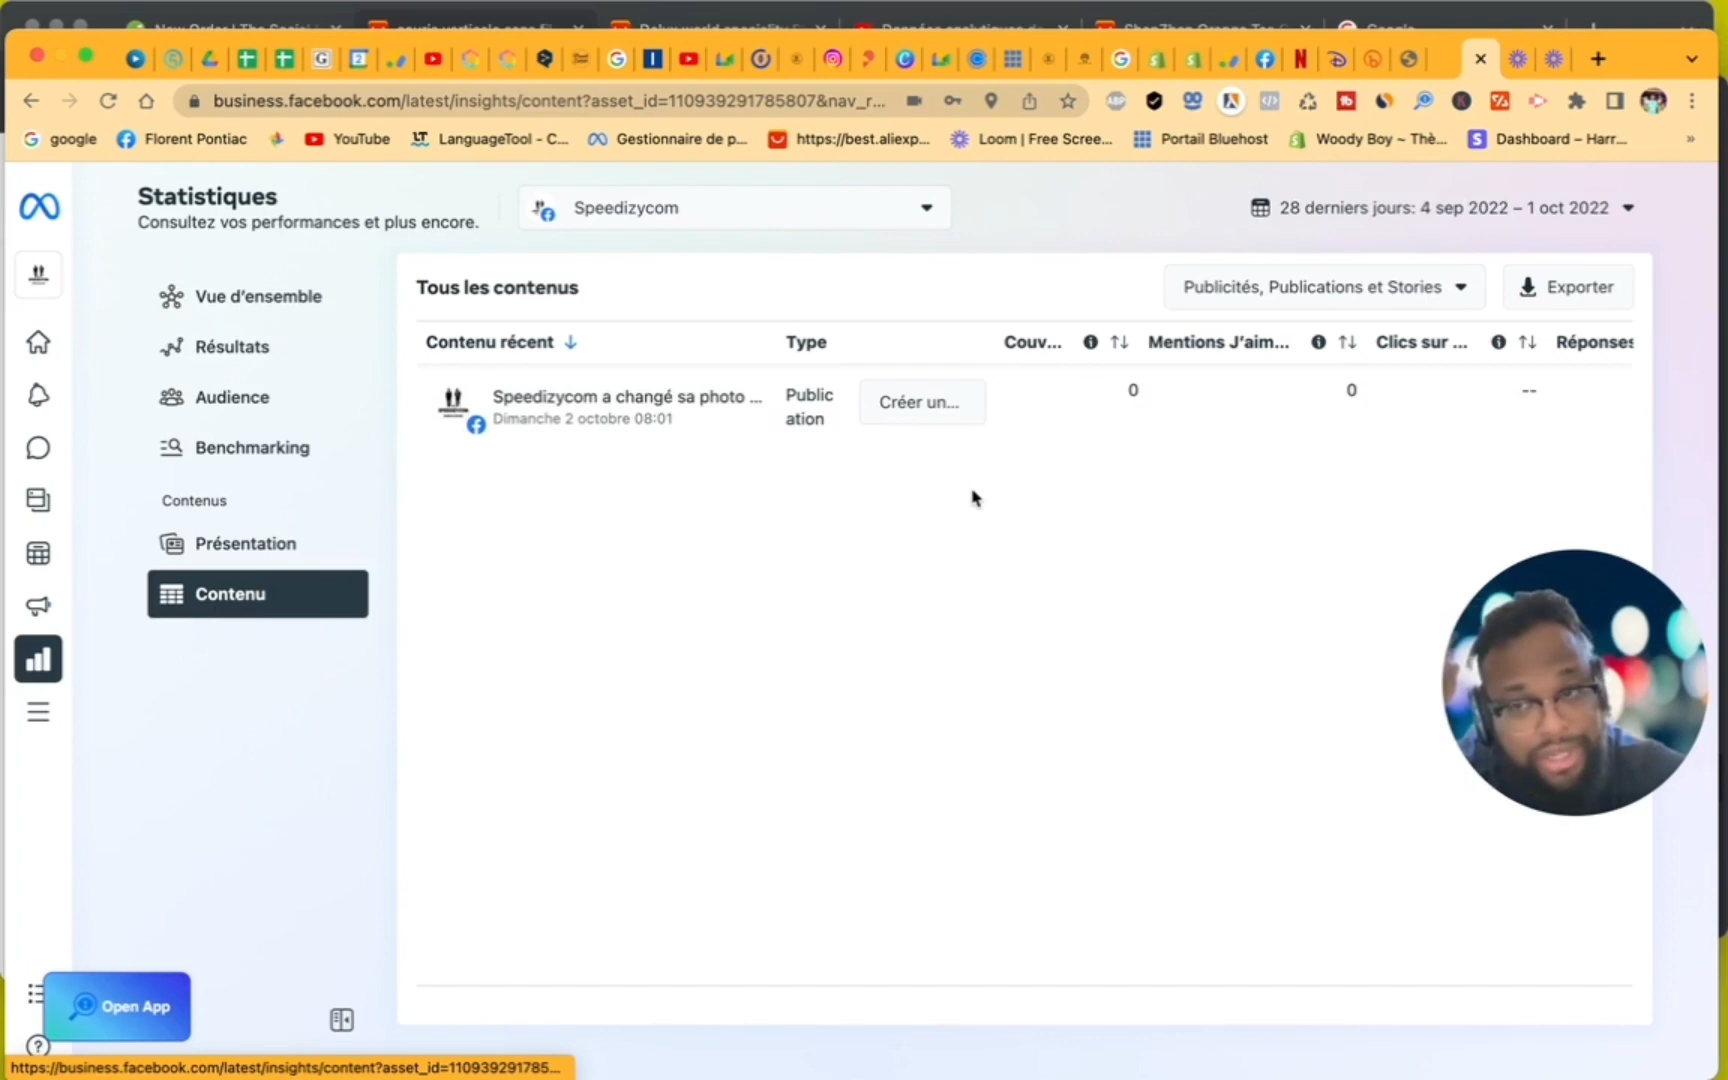 Google
business.facebook.com/latest/insights/content?asset_id=110939291785807&nav_r...
google
Florent Pontiac
YouTube
LanguageTool - C...
Gestionnaire de p...
https://best.aliexp...
Loom | Free Scree...
Portail Bluehost
Woody Boy ~ Thè...
Dashboard – Harr...
»
Statistiques
Consultez vos performances et plus encore.
Speedizycom
28 derniers jours: 4 sep 2022 – 1 oct 2022
Vue d'ensemble
Résultats
Audience
Benchmarking
Contenus
Présentation
Contenu
Tous les contenus
Publicités, Publications et Stories
Exporter
Contenu récent
Type
Couv...
Mentions J'aim...
Clics sur ...
Réponses
Speedizycom a changé sa photo ...
Dimanche 2 octobre 08:01
Public
ation
Créer un...
0
0
--
Open App
https://business.facebook.com/latest/insights/content?asset_id=110939291785...